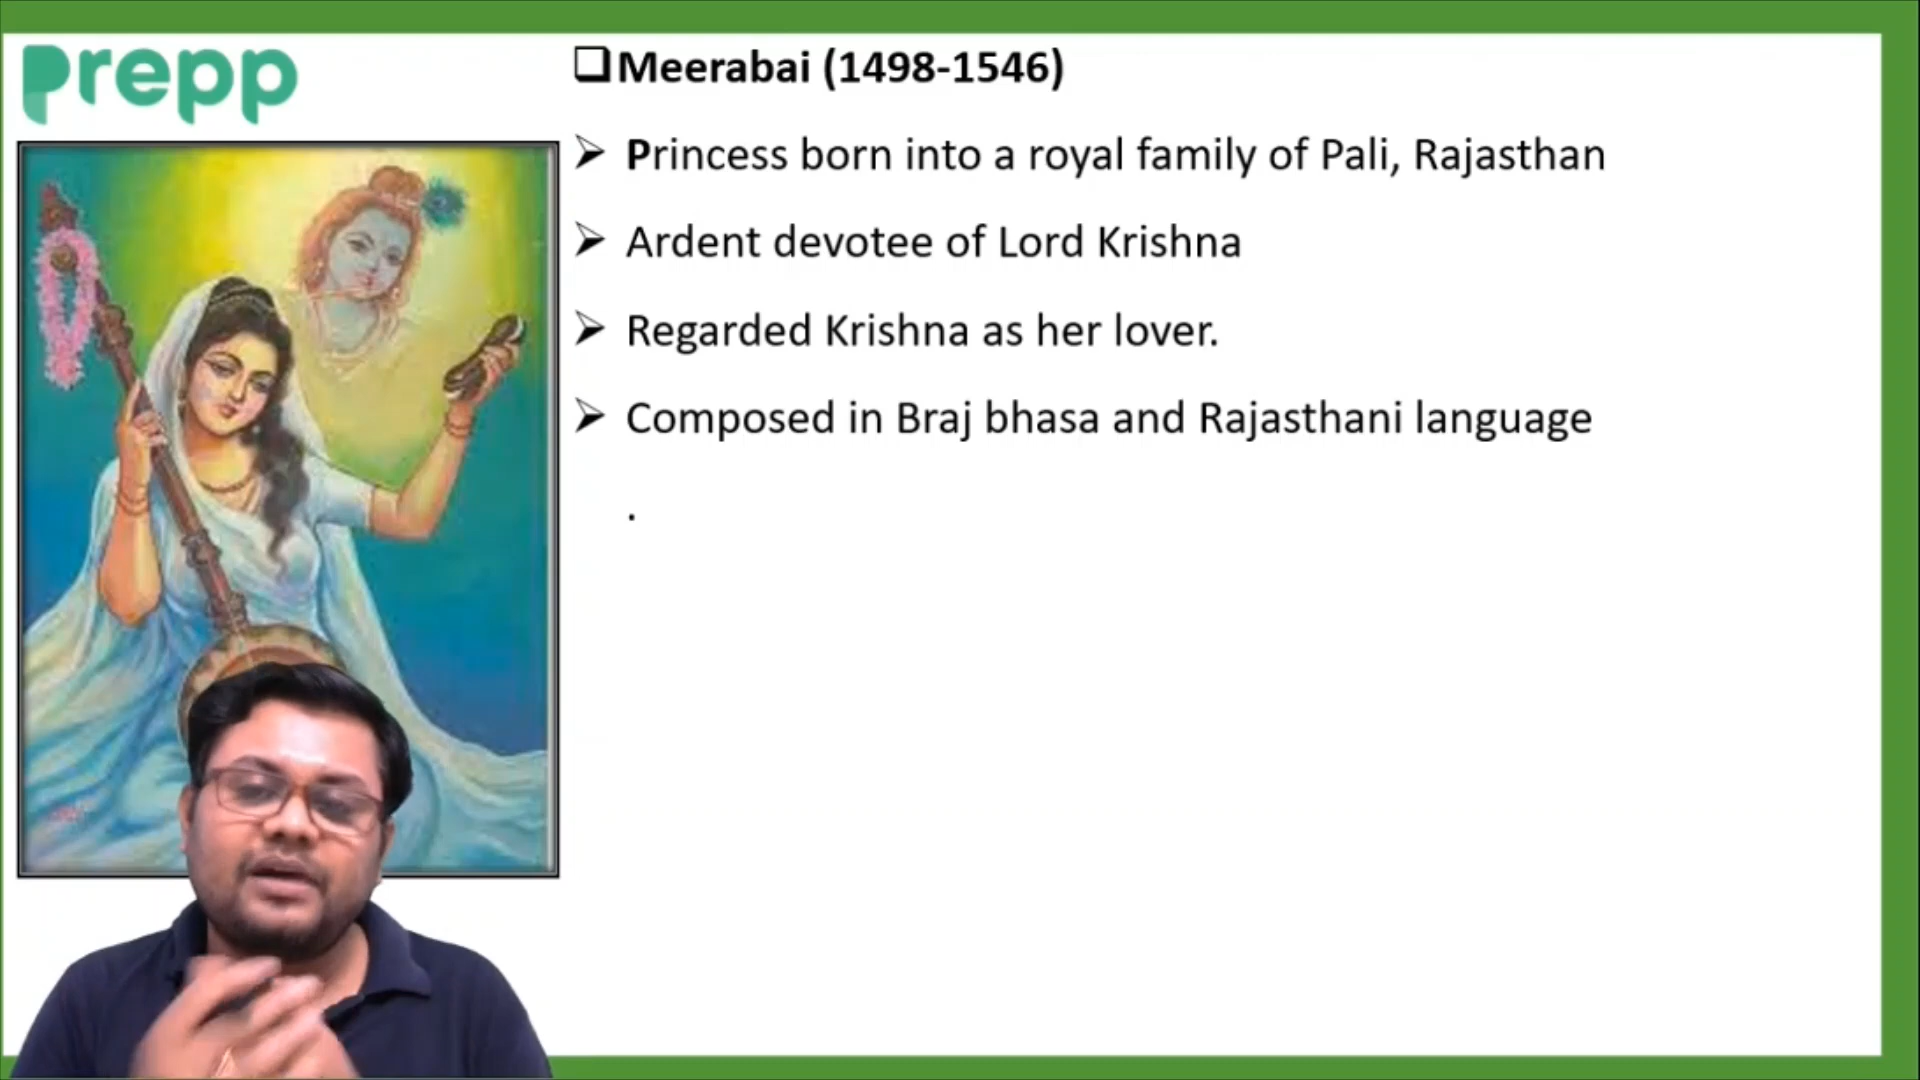 prepp
❑Meerabai (1498-1546)
➢ Princess born into a royal family of Pali, Rajasthan
➢ Ardent devotee of Lord Krishna
➢ Regarded Krishna as her lover.
➢ Composed in Braj bhasa and Rajasthani language
.